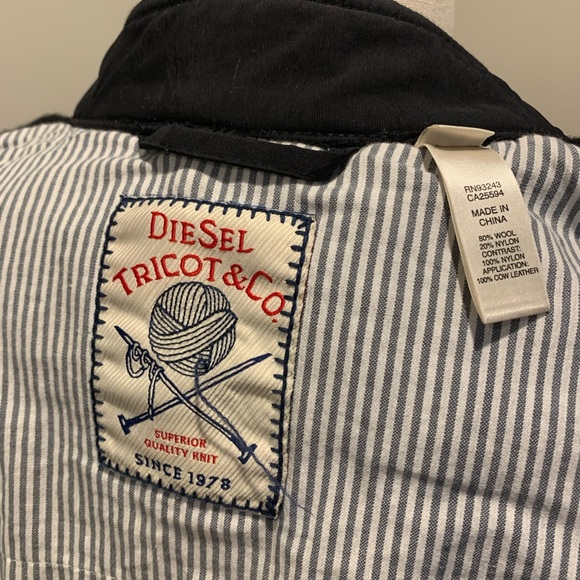 DIESEL
TRICOT & CO.
SUPERIOR
QUALITY KNIT
SINCE 1978
RN93243
CA25594
MADE IN
CHINA
80% WOOL
20% NYLON
CONTRAST:
100% NYLON
APPLICATION:
100% COW LEATHER